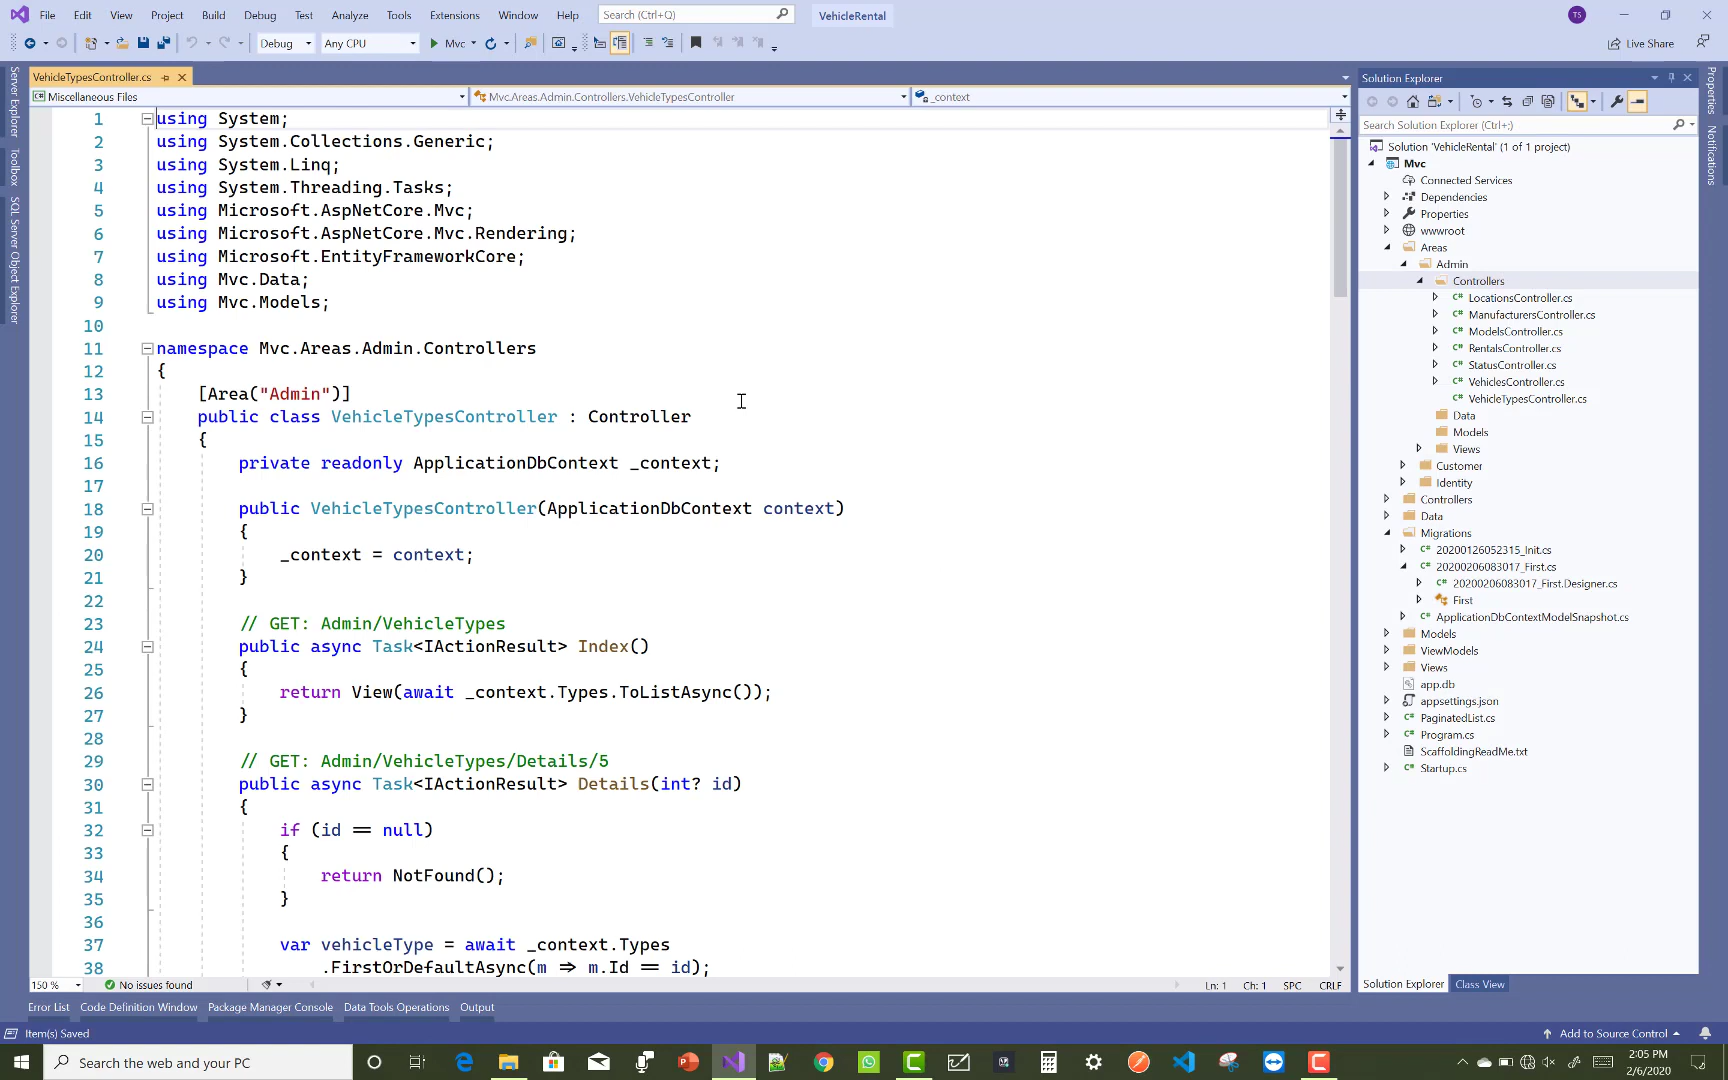 File Edit View Project Build Debug Test Analyze Tools Extensions Window Help Search (Ctrl+Q) VehicleRental TS
Debug Any CPU Mvc Live Share
VehicleTypesController.cs
Miscellaneous Files Mvc.Areas.Admin.Controllers.VehicleTypesController _context
Server Explorer
Toolbox
SQL Server Object Explorer
1 using System;
2 using System.Collections.Generic;
3 using System.Linq;
4 using System.Threading.Tasks;
5 using Microsoft.AspNetCore.Mvc;
6 using Microsoft.AspNetCore.Mvc.Rendering;
7 using Microsoft.EntityFrameworkCore;
8 using Mvc.Data;
9 using Mvc.Models;
10
11 namespace Mvc.Areas.Admin.Controllers
12 {
13 [Area("Admin")]
14 public class VehicleTypesController : Controller
15 {
16 private readonly ApplicationDbContext _context;
17
18 public VehicleTypesController(ApplicationDbContext context)
19 {
20 _context = context;
21 }
22
23 // GET: Admin/VehicleTypes
24 public async Task<IActionResult> Index()
25 {
26 return View(await _context.Types.ToListAsync());
27 }
28
29 // GET: Admin/VehicleTypes/Details/5
30 public async Task<IActionResult> Details(int? id)
31 {
32 if (id == null)
33 {
34 return NotFound();
35 }
36
37 var vehicleType = await _context.Types
38 .FirstOrDefaultAsync(m => m.Id == id);
150 % No issues found Ln: 1 Ch: 1 SPC CRLF
Solution Explorer
Search Solution Explorer (Ctrl+;)
Solution 'VehicleRental' (1 of 1 project)
Mvc
Connected Services
Dependencies
Properties
wwwroot
Areas
Admin
Controllers
LocationsController.cs
ManufacturersController.cs
ModelsController.cs
RentalsController.cs
StatusController.cs
VehiclesController.cs
VehicleTypesController.cs
Data
Models
Views
Customer
Identity
Controllers
Data
Migrations
20200126052315_Init.cs
20200206083017_First.cs
20200206083017_First.Designer.cs
First
ApplicationDbContextModelSnapshot.cs
Models
ViewModels
Views
app.db
appsettings.json
PaginatedList.cs
Program.cs
ScaffoldingReadMe.txt
Startup.cs
Solution Explorer Class View
Properties
Notifications
Error List Code Definition Window Package Manager Console Data Tools Operations Output
Item(s) Saved Add to Source Control
Search the web and your PC
2:05 PM
2/6/2020